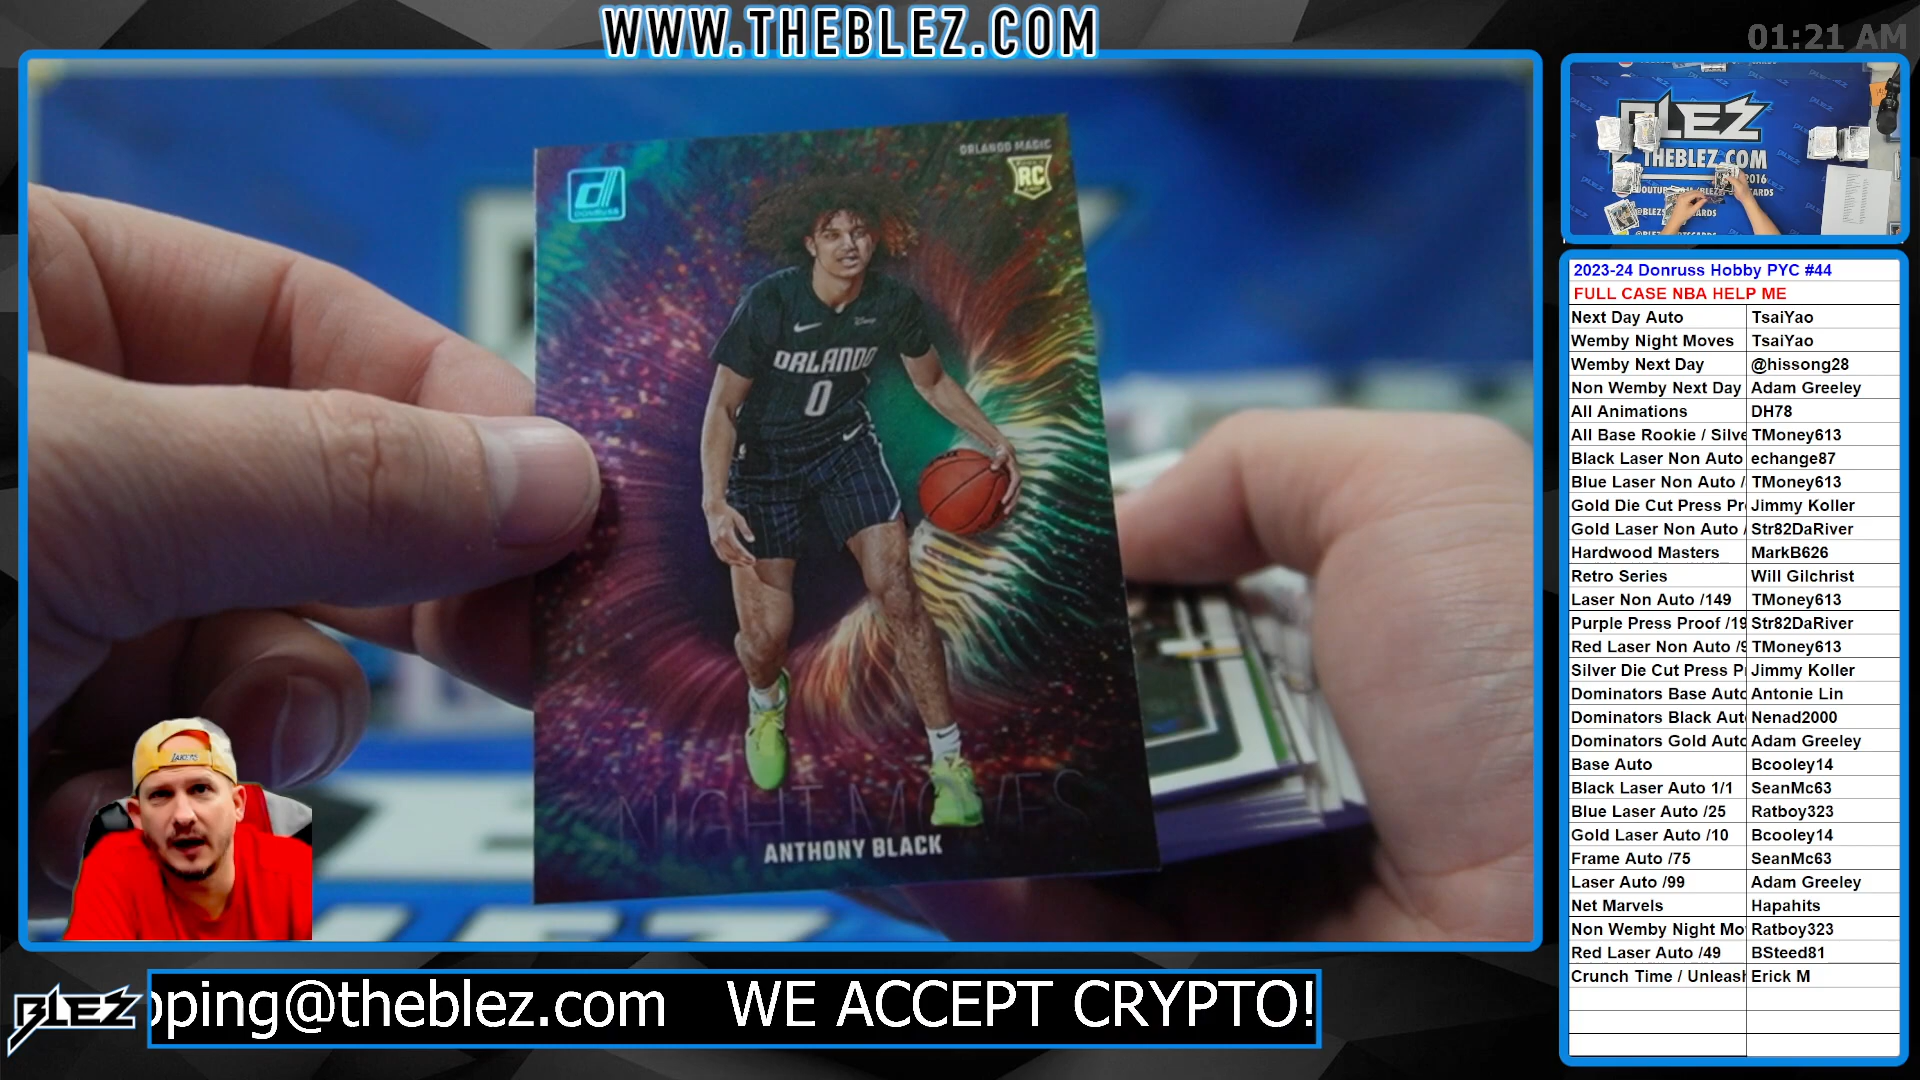 WWW.THEBLEZ.COM
01:21 AM
ORLANDO MAGIC
RC
DONRUSS
ORLANDO
0
NIGHT MOVES
ANTHONY BLACK
BLEZ
THEBLEZ.COM
2016
2023-24 Donruss Hobby PYC #44
FULL CASE NBA HELP ME
Next Day Auto TsaiYao
Wemby Night Moves TsaiYao
Wemby Next Day @hissong28
Non Wemby Next Day Adam Greeley
All Animations DH78
All Base Rookie / Silve TMoney613
Black Laser Non Auto echange87
Blue Laser Non Auto / TMoney613
Gold Die Cut Press Pr Jimmy Koller
Gold Laser Non Auto / Str82DaRiver
Hardwood Masters MarkB626
Retro Series Will Gilchrist
Laser Non Auto /149 TMoney613
Purple Press Proof /19 Str82DaRiver
Red Laser Non Auto /9 TMoney613
Silver Die Cut Press P Jimmy Koller
Dominators Base Auto Antonie Lin
Dominators Black Aut Nenad2000
Dominators Gold Auto Adam Greeley
Base Auto Bcooley14
Black Laser Auto 1/1 SeanMc63
Blue Laser Auto /25 Ratboy323
Gold Laser Auto /10 Bcooley14
Frame Auto /75 SeanMc63
Laser Auto /99 Adam Greeley
Net Marvels Hapahits
Non Wemby Night Mo Ratboy323
Red Laser Auto /49 BSteed81
Crunch Time / Unleash Erick M
LAKERS
BLEZ
pping@theblez.com WE ACCEPT CRYPTO!